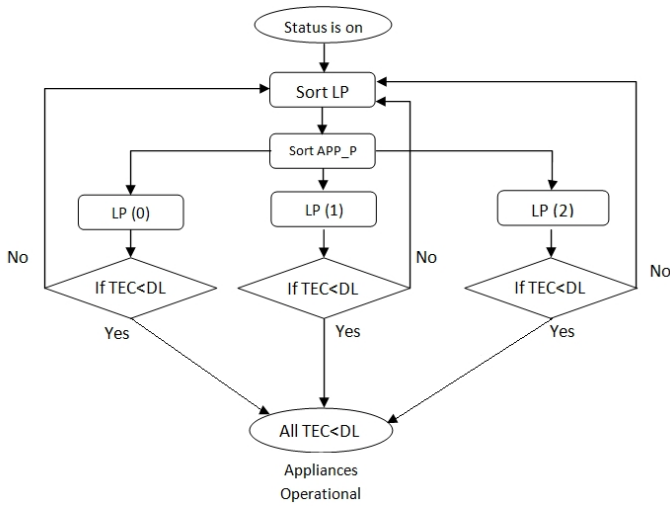 Status is on
Sort LP
Sort APP_P
LP (0)
LP (1)
LP (2)
No
If TEC<DL
If TEC<DL
No
If TEC<DL
No
Yes
Yes
Yes
All TEC<DL
Appliances
Operational